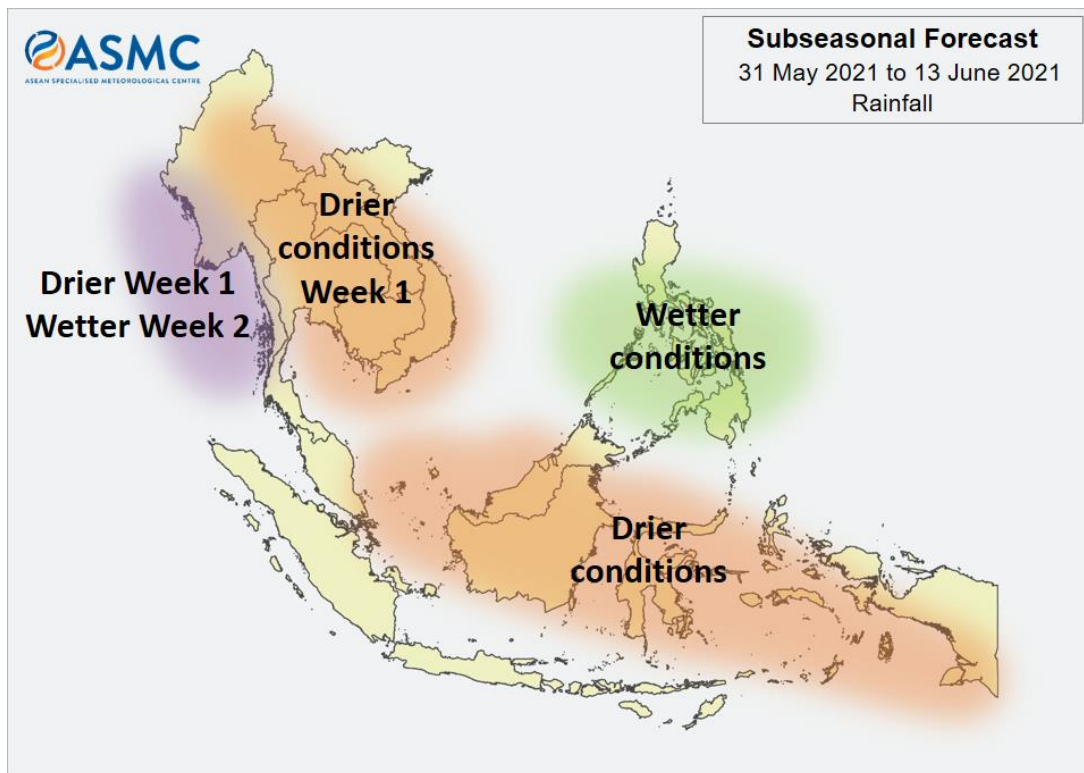 ASMC
ASEAN SPECIALISED METEOROLOGICAL CENTRE
Subseasonal Forecast
31 May 2021 to 13 June 2021
Rainfall
Drier
conditions
Week 1
Drier Week 1
Wetter Week 2
Wetter
conditions
Drier
conditions